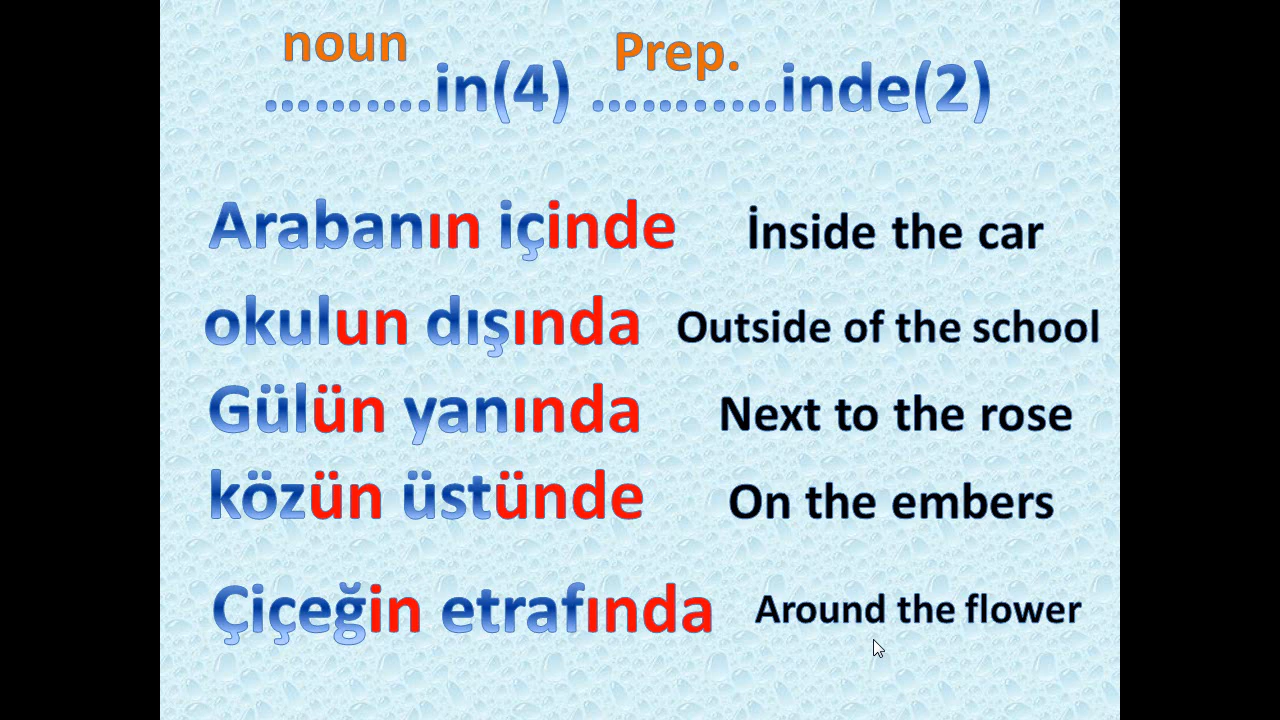 noun Prep.
……….in(4) ……..…inde(2)
Arabanın içinde İnside the car
okulun dışında Outside of the school
Gülün yanında Next to the rose
közün üstünde On the embers
Çiçeğin etrafında Around the flower